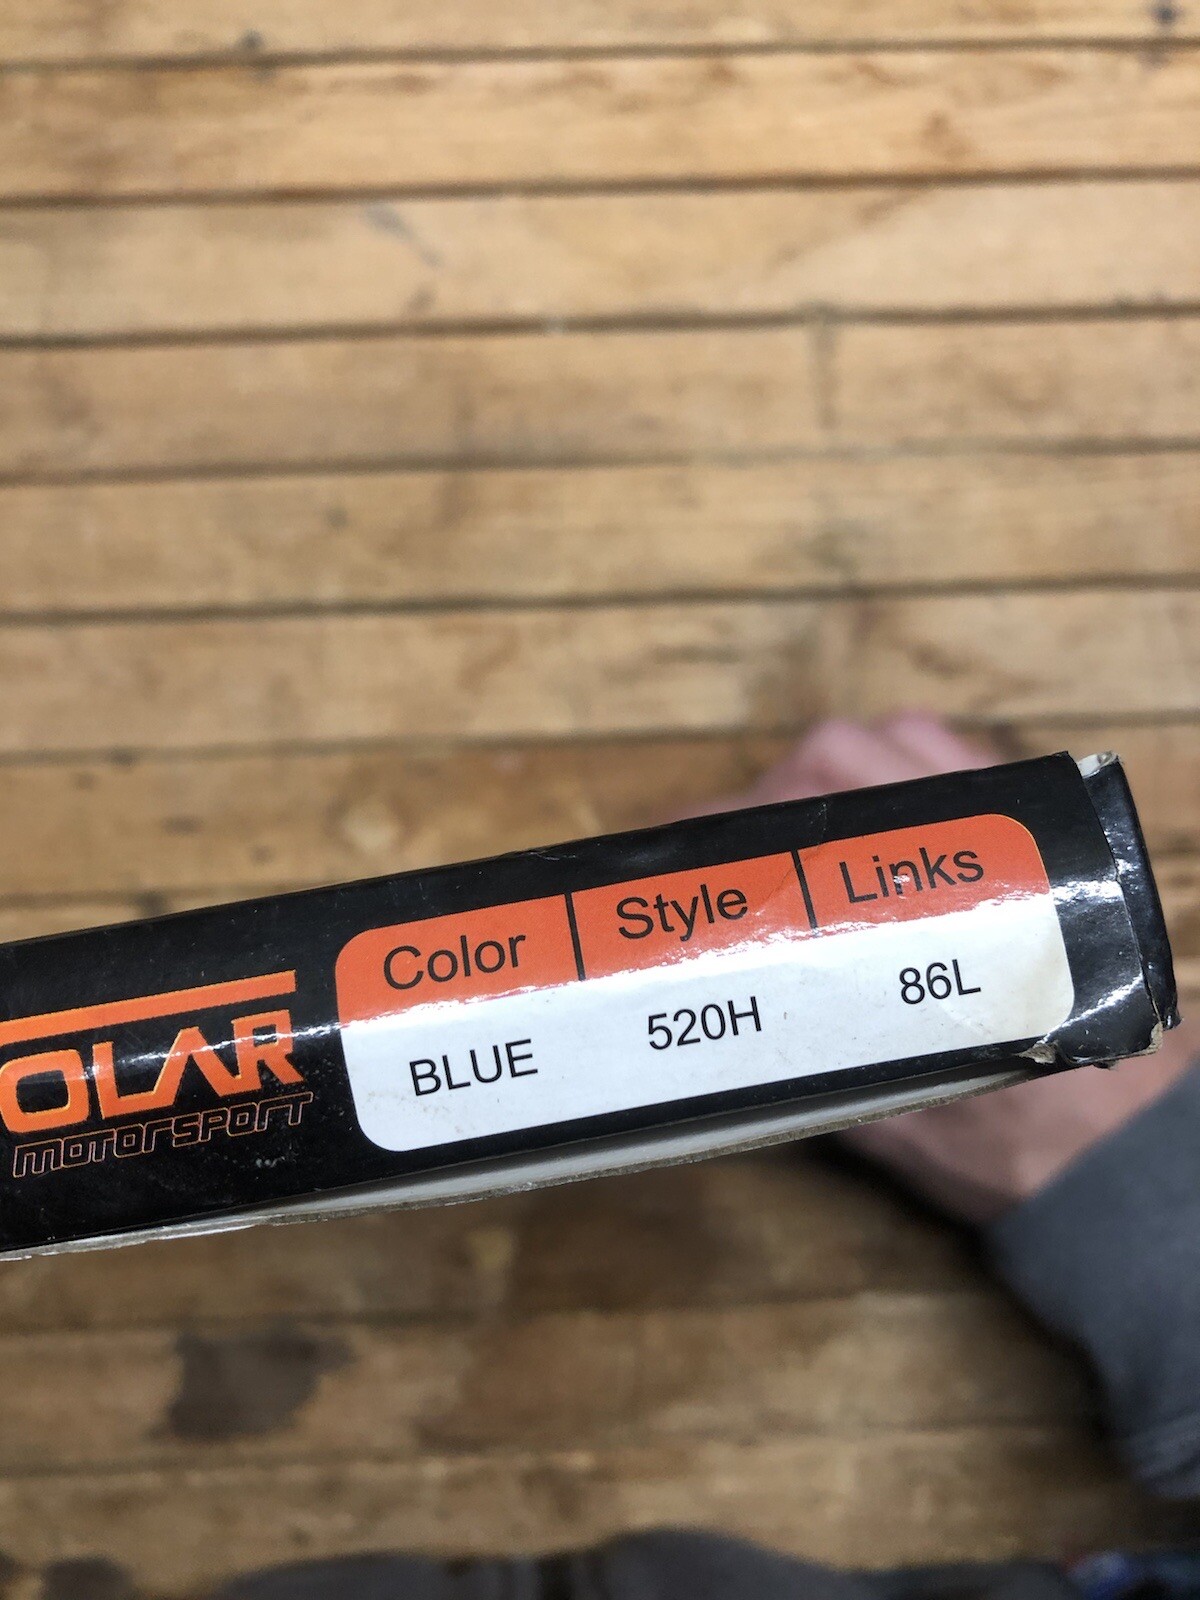 OLAR
MOTORSPORT
Color Style Links
BLUE 520H 86L